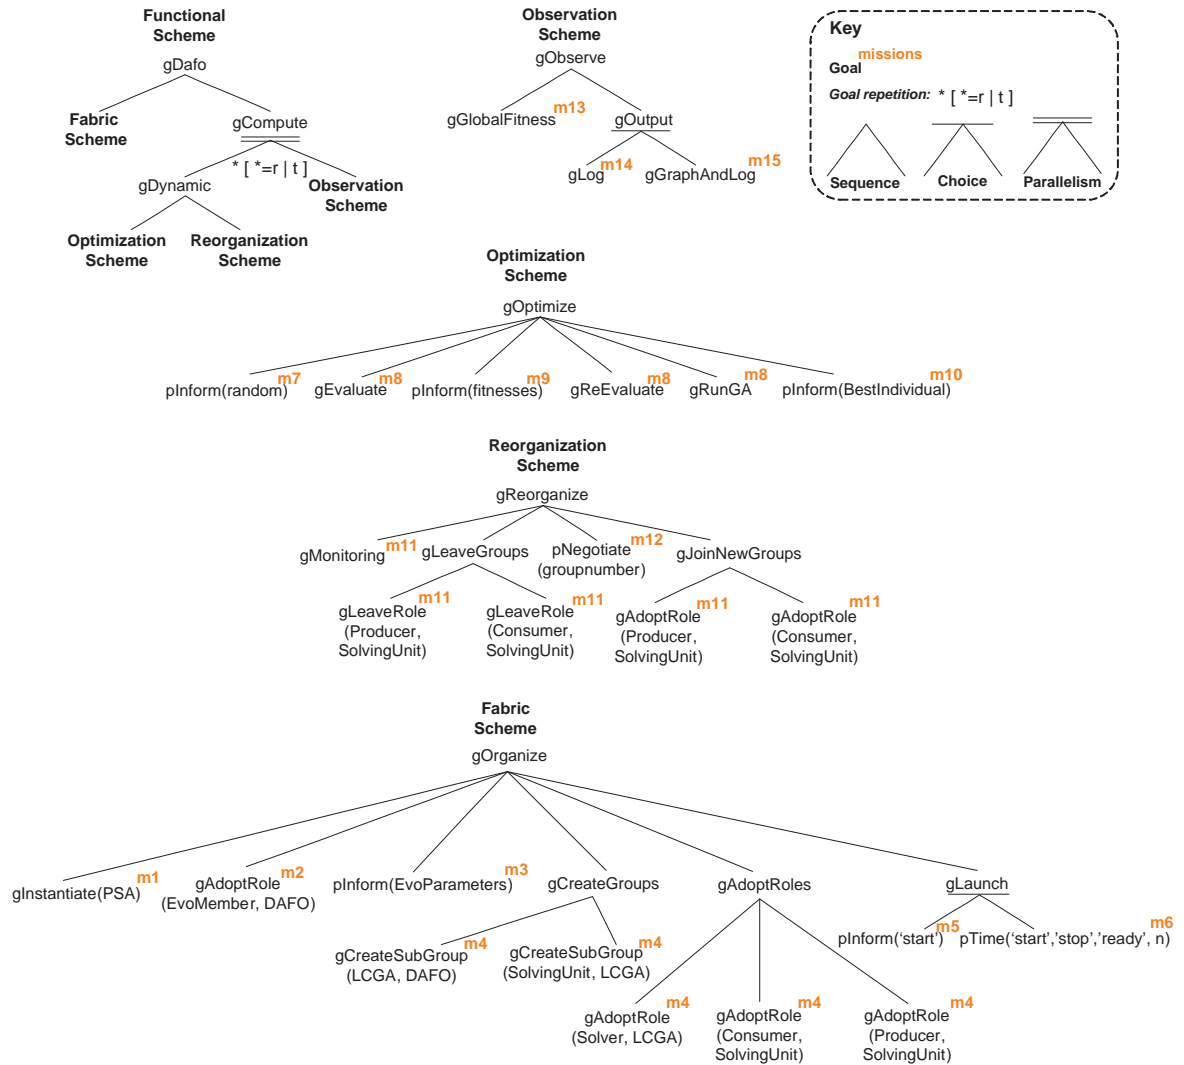 Functional
Scheme
gDafo
Fabric
Scheme
gCompute
* [ *=r | t ]
gDynamic
Observation
Scheme
Optimization
Scheme
Reorganization
Scheme
Observation
Scheme
gObserve
gGlobalFitness m13
gOutput
gLog m14
gGraphAndLog m15
Key
missions
Goal
Goal repetition: * [ *=r | t ]
Sequence
Choice
Parallelism
Optimization
Scheme
gOptimize
pInform(random) m7
gEvaluate m8
pInform(fitnesses) m9
gReEvaluate m8
gRunGA m8
pInform(BestIndividual) m10
Reorganization
Scheme
gReorganize
gMonitoring m11
gLeaveGroups
pNegotiate m12
(groupnumber)
gJoinNewGroups
gLeaveRole m11
(Producer,
SolvingUnit)
gLeaveRole m11
(Consumer,
SolvingUnit)
gAdoptRole m11
(Producer,
SolvingUnit)
gAdoptRole m11
(Consumer,
SolvingUnit)
Fabric
Scheme
gOrganize
gInstantiate(PSA) m1
gAdoptRole m2
(EvoMember, DAFO)
pInform(EvoParameters) m3
gCreateGroups
gAdoptRoles
gLaunch
gCreateSubGroup m4
(LCGA, DAFO)
gCreateSubGroup m4
(SolvingUnit, LCGA)
pInform('start') m5
pTime('start','stop','ready', n) m6
gAdoptRole m4
(Solver, LCGA)
gAdoptRole m4
(Consumer,
SolvingUnit)
gAdoptRole m4
(Producer,
SolvingUnit)